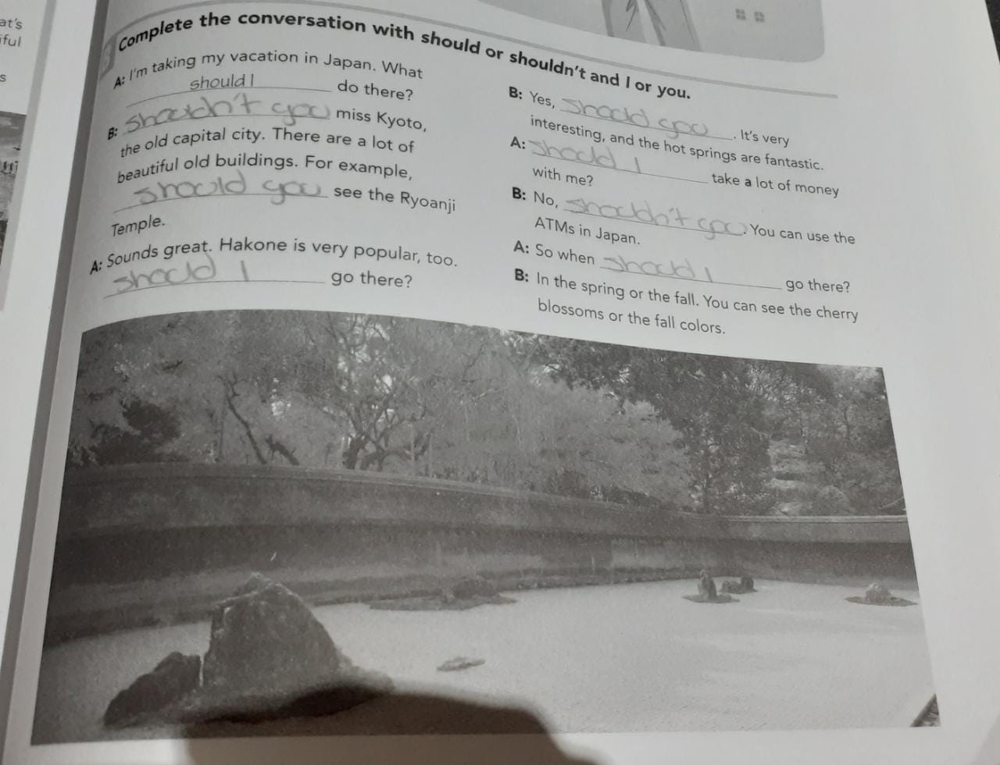 at's
iful
s
Complete the conversation with should or shouldn't and I or you.
A: I'm taking my vacation in Japan. What
should I do there?
B: shouldn't you miss Kyoto,
the old capital city. There are a lot of
beautiful old buildings. For example,
should you see the Ryoanji
Temple.
A: Sounds great. Hakone is very popular, too.
should I go there?
B: Yes, should you. It's very
interesting, and the hot springs are fantastic.
A: should I take a lot of money
with me?
B: No, shouldn't you. You can use the
ATMs in Japan.
A: So when should I go there?
B: In the spring or the fall. You can see the cherry
blossoms or the fall colors.